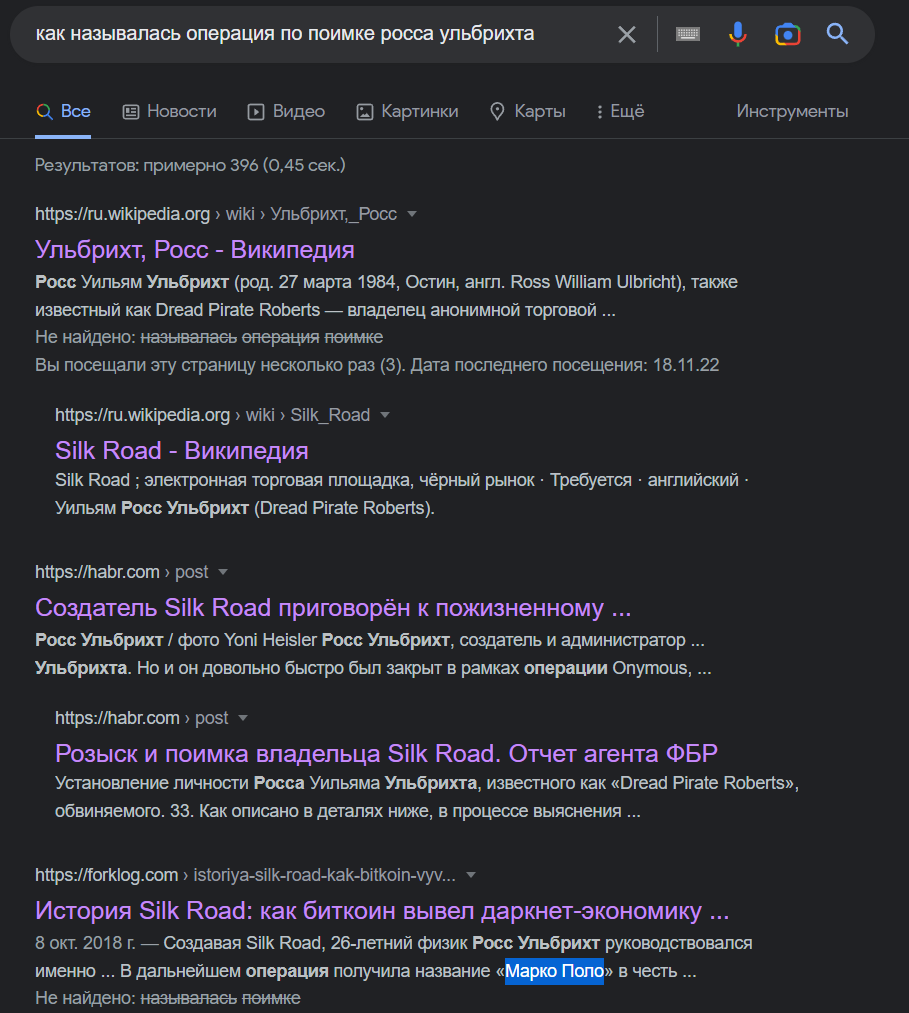 как называлась операция по поимке росса ульбрихта
Все Новости Видео Картинки Карты Ещё Инструменты
Результатов: примерно 396 (0,45 сек.)
https://ru.wikipedia.org › wiki › Ульбрихт,_Росс
Ульбрихт, Росс - Википедия
Росс Уильям Ульбрихт (род. 27 марта 1984, Остин, англ. Ross William Ulbricht), также
известный как Dread Pirate Roberts — владелец анонимной торговой ...
Не найдено: называлась операция поимке
Вы посещали эту страницу несколько раз (3). Дата последнего посещения: 18.11.22
https://ru.wikipedia.org › wiki › Silk_Road
Silk Road - Википедия
Silk Road ; электронная торговая площадка, чёрный рынок · Требуется · английский ·
Уильям Росс Ульбрихт (Dread Pirate Roberts).
https://habr.com › post
Создатель Silk Road приговорён к пожизненному ...
Росс Ульбрихт / фото Yoni Heisler Росс Ульбрихт, создатель и администратор ...
Ульбрихта. Но и он довольно быстро был закрыт в рамках операции Onymous, ...
https://habr.com › post
Розыск и поимка владельца Silk Road. Отчет агента ФБР
Установление личности Росса Уильяма Ульбрихта, известного как «Dread Pirate Roberts»,
обвиняемого. 33. Как описано в деталях ниже, в процессе выяснения ...
https://forklog.com › istoriya-silk-road-kak-bitkoin-vyv...
История Silk Road: как биткоин вывел даркнет-экономику ...
8 окт. 2018 г. — Создавая Silk Road, 26-летний физик Росс Ульбрихт руководствовался
именно ... В дальнейшем операция получила название «Марко Поло» в честь ...
Не найдено: называлась поимке